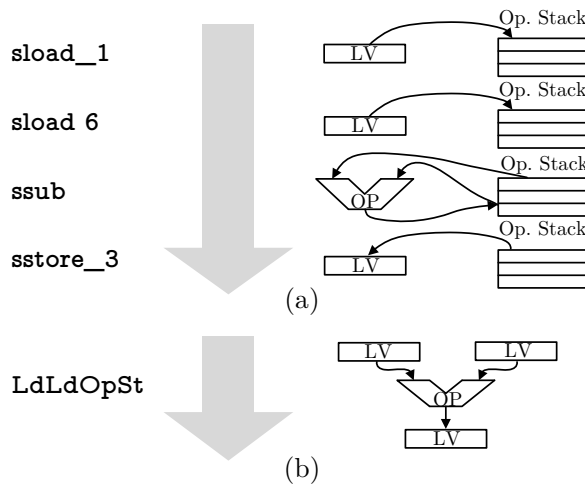 Op. Stack
sload_1
LV
Op. Stack
sload 6
LV
Op. Stack
ssub
OP
Op. Stack
sstore_3
LV
(a)
LV LV
LdLdOpSt
OP
LV
(b)